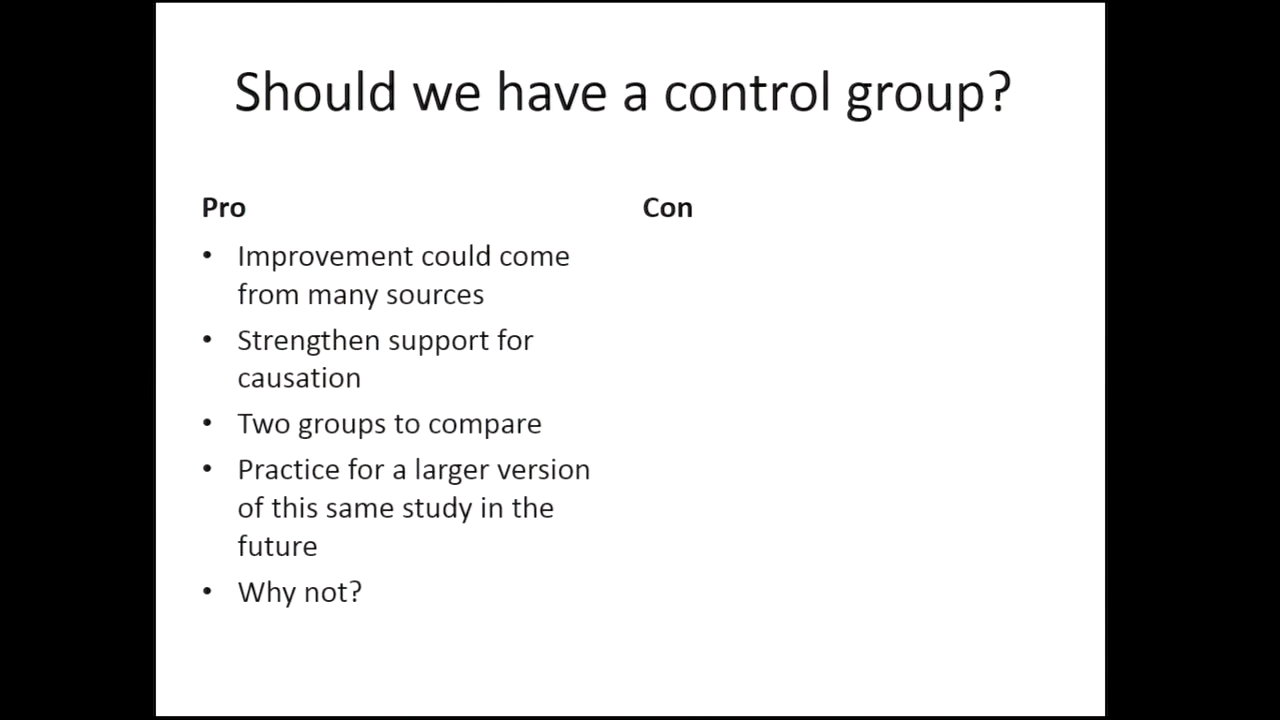 Should we have a control group?
Pro
• Improvement could come
from many sources
• Strengthen support for
causation
• Two groups to compare
• Practice for a larger version
of this same study in the
future
• Why not?
Con